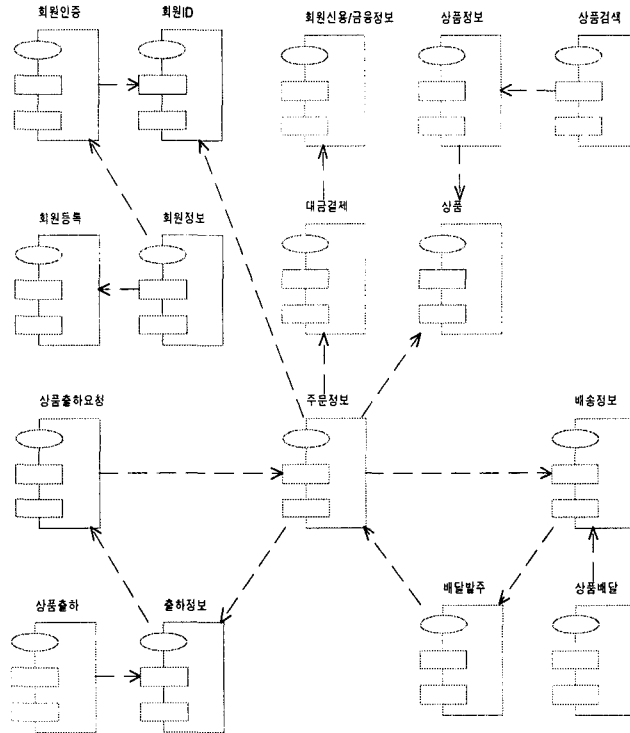 회원인증
회원ID
회원신용/금융정보
상품정보
상품검색
회원등록
회원정보
대금결제
상품
상품출하요청
주문정보
배송정보
상품출하
출하정보
배달발주
상품배달